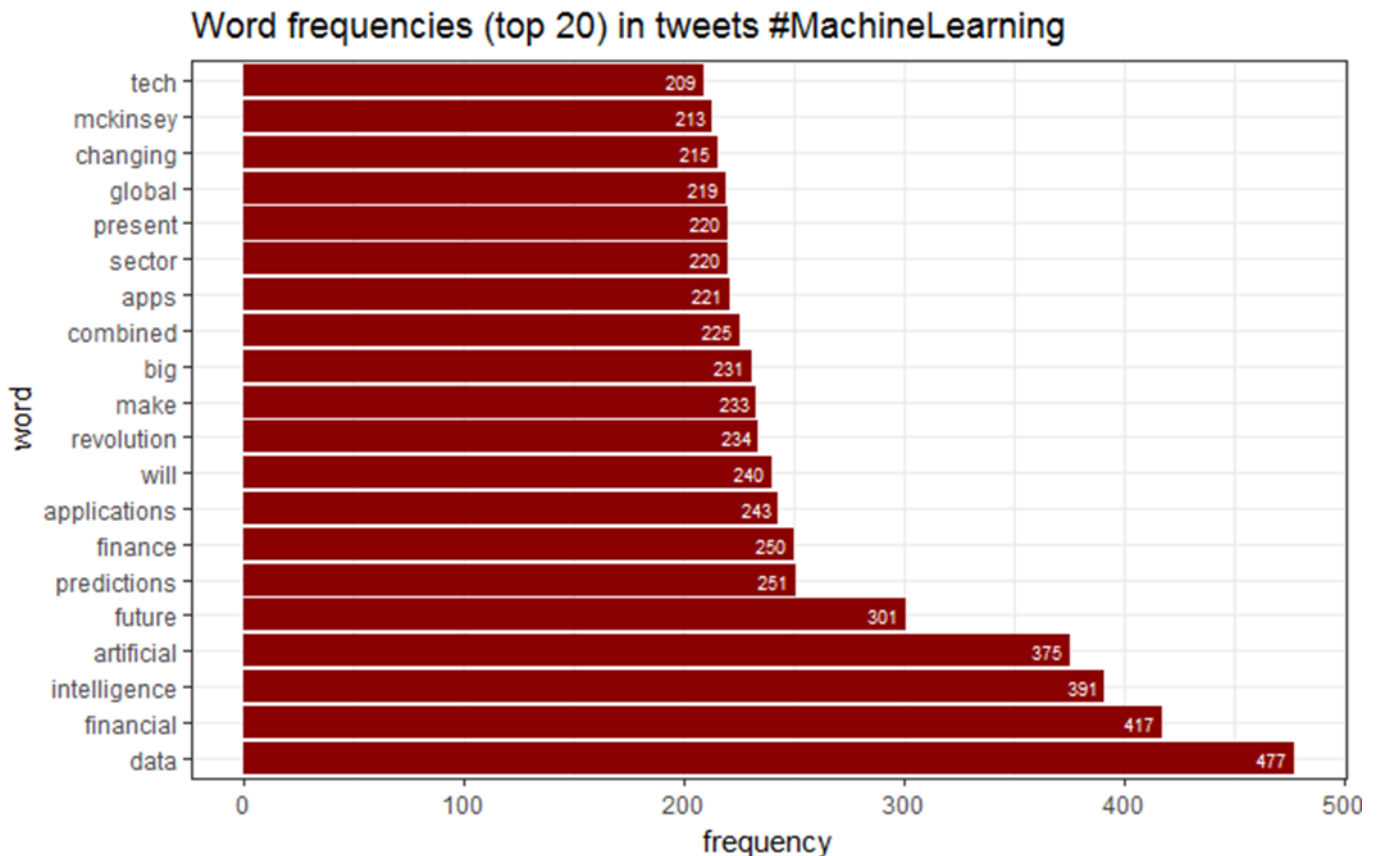 Word frequencies (top 20) in tweets #MachineLearning
tech 209
mckinsey 213
changing 215
global 219
present 220
sector 220
apps 221
combined 225
big 231
make 233
revolution 234
will 240
applications 243
finance 250
predictions 251
future 301
artificial 375
intelligence 391
financial 417
data 477
word
0 100 200 300 400 500
frequency